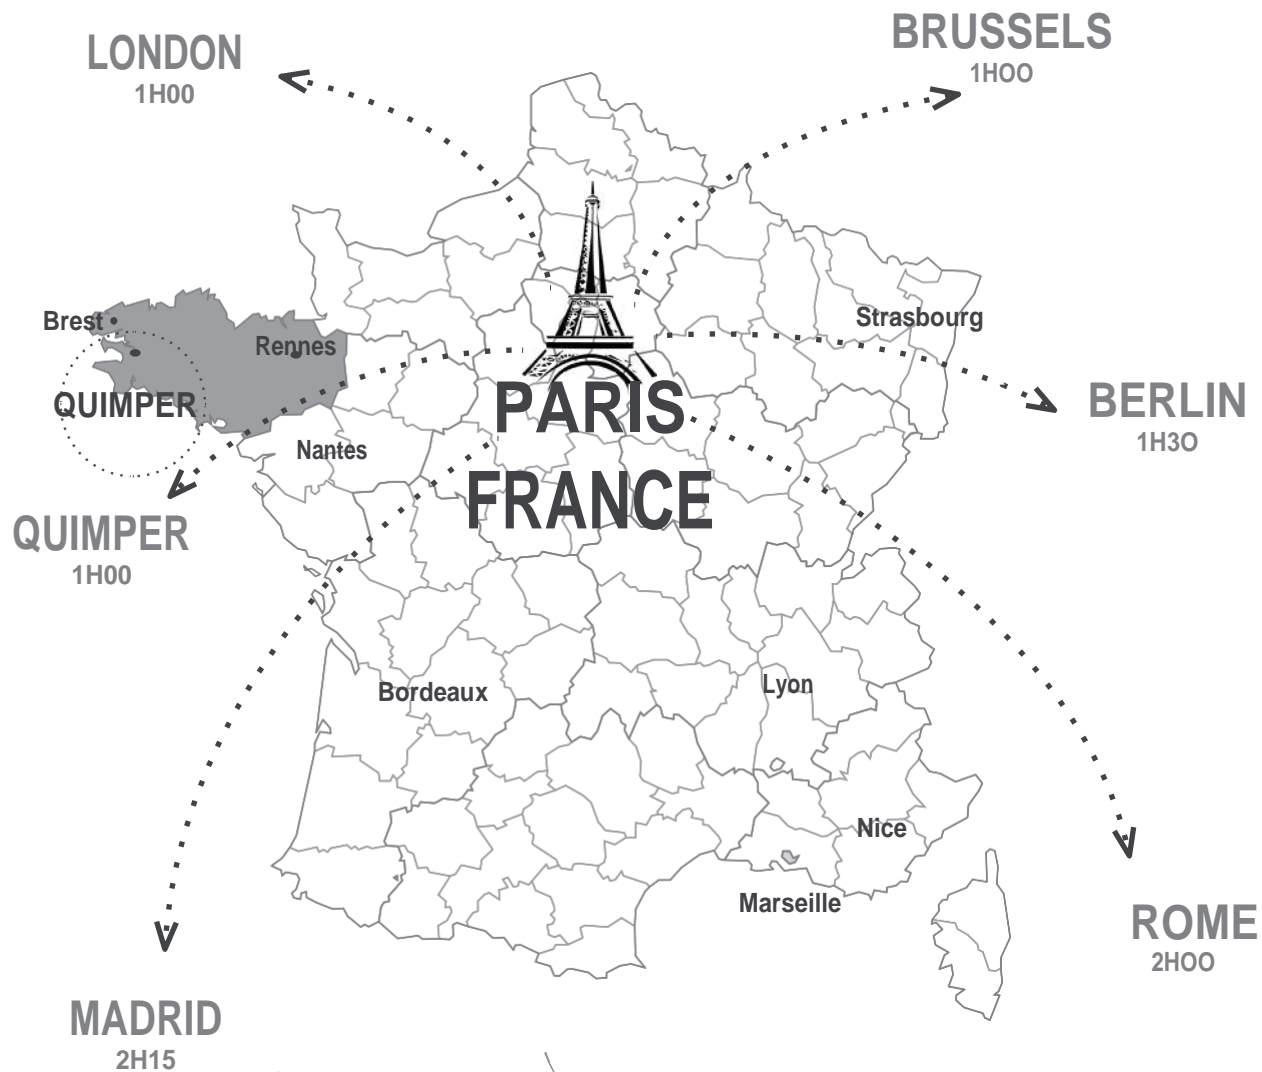 BRUSSELS
1HOO
LONDON
1H00
Brest
Strasbourg
Rennes
QUIMPER
PARIS
BERLIN
1H3O
Nantes
FRANCE
QUIMPER
1H00
Bordeaux
Lyon
Nice
Marseille
ROME
2HOO
MADRID
2H15